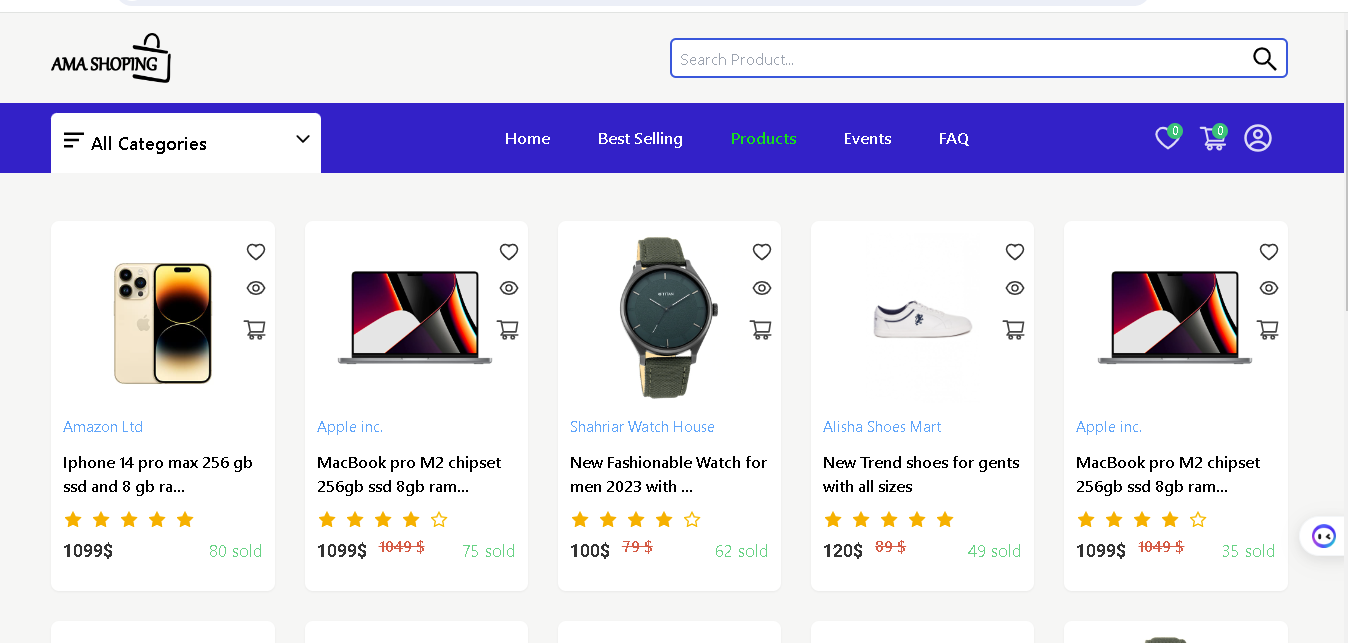 AMA SHOPING
Search Product...
All Categories
Home Best Selling Products Events FAQ
0 0
Amazon Ltd
Iphone 14 pro max 256 gb
ssd and 8 gb ra...
1099$ 80 sold
Apple inc.
MacBook pro M2 chipset
256gb ssd 8gb ram...
1099$ 1049 $ 75 sold
Shahriar Watch House
New Fashionable Watch for
men 2023 with ...
100$ 79 $ 62 sold
Alisha Shoes Mart
New Trend shoes for gents
with all sizes
120$ 89 $ 49 sold
Apple inc.
MacBook pro M2 chipset
256gb ssd 8gb ram...
1099$ 1049 $ 35 sold